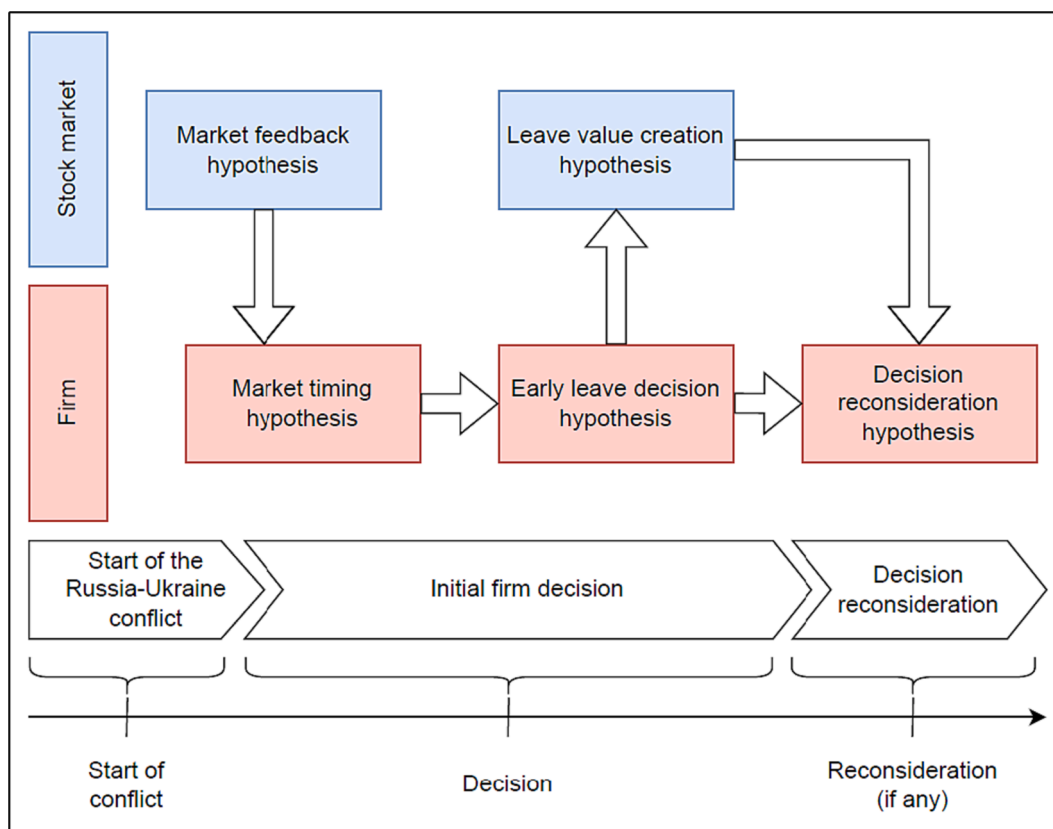 Stock market
Market feedback
hypothesis
Leave value creation
hypothesis
Firm
Market timing
hypothesis
Early leave decision
hypothesis
Decision
reconsideration
hypothesis
Start of the
Russia-Ukraine
conflict
Initial firm decision
Decision
reconsideration
Start of
conflict
Decision
Reconsideration
(if any)